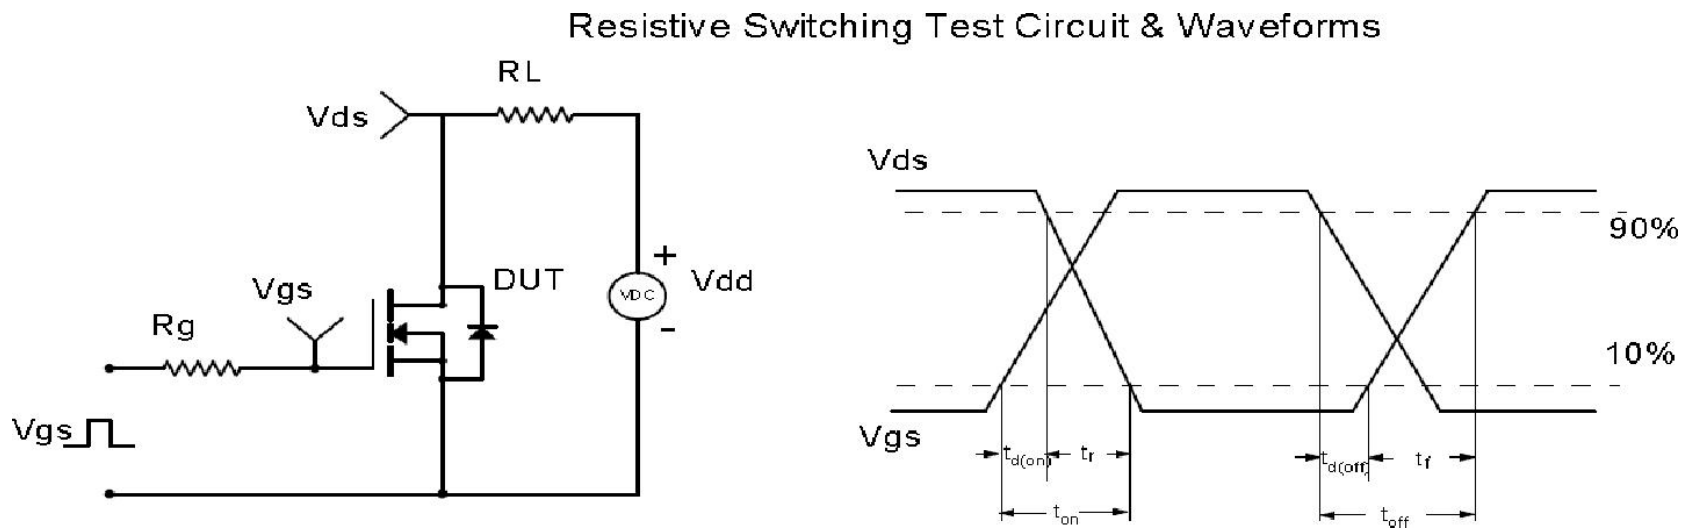 Resistive Switching Test Circuit & Waveforms
RL
Vds
DUT
Vgs
Rg
+
VDC
Vdd
-
Vgs
Vds
90%
10%
Vgs
td(on)
tr
ton
td(off)
tf
toff